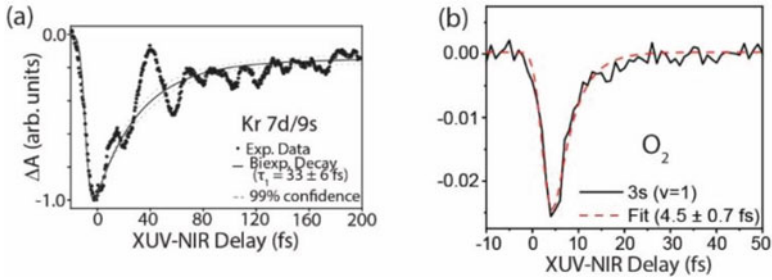 (a)
0.0
-1.0
ΔA (arb. units)
Kr 7d/9s
Exp. Data
Biexp. Decay
(τ₁ = 33 ± 6 fs)
99% confidence
0 40 80 120 160 200
XUV-NIR Delay (fs)
(b)
0.00
-0.01
-0.02
O₂
3s (v=1)
Fit (4.5 ± 0.7 fs)
-10 0 10 20 30 40 50
XUV-NIR Delay (fs)